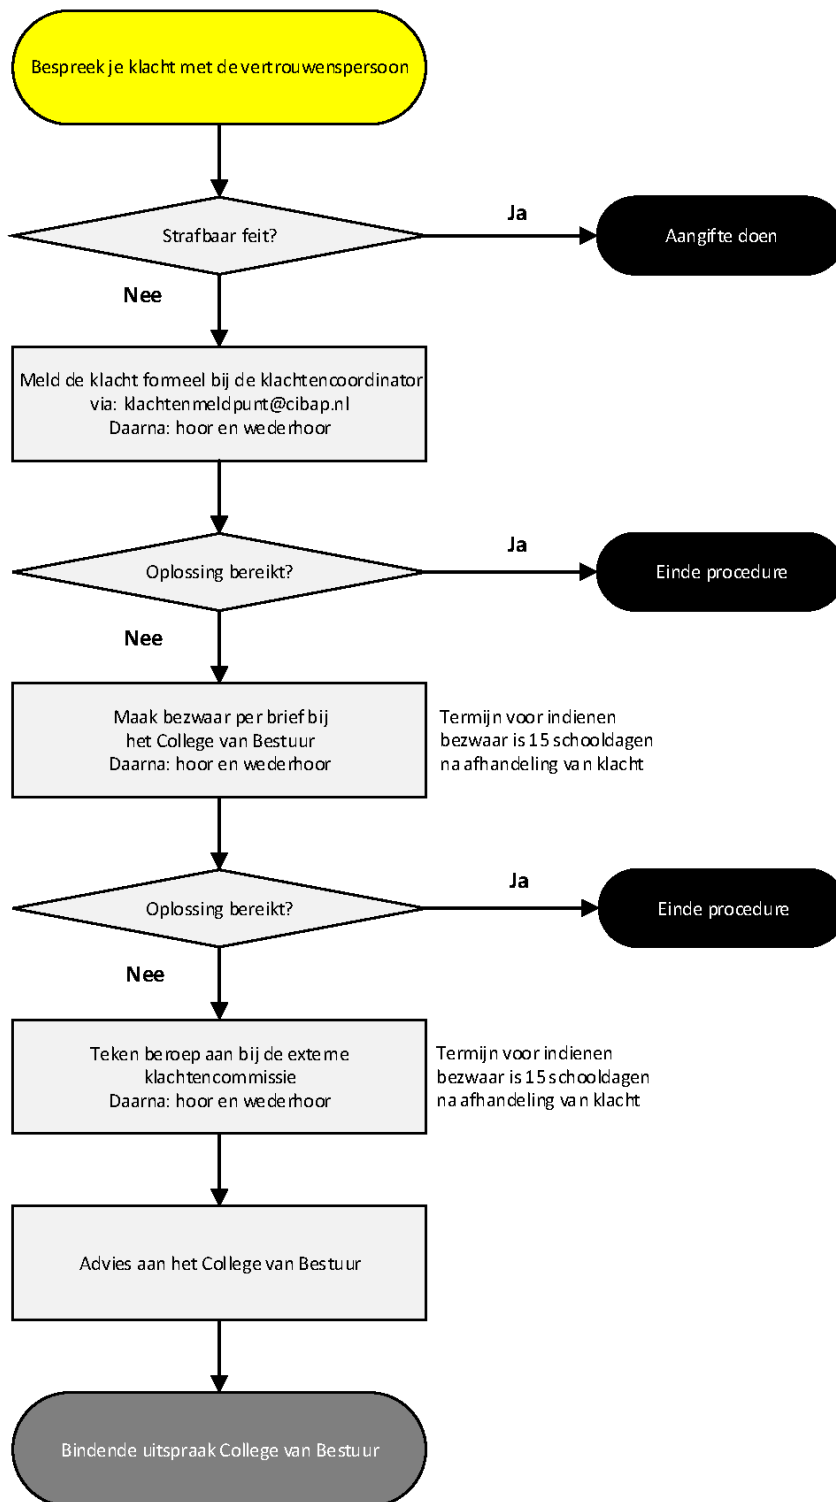 Bespreek je klacht met de vertrouwenspersoon
Strafbaar feit?
Ja
Aangifte doen
Nee
Meld de klacht formeel bij de klachtencoordinator
via: klachtenmeldpunt@cibap.nl
Daarna: hoor en wederhoor
Oplossing bereikt?
Ja
Einde procedure
Nee
Maak bezwaar per brief bij
het College van Bestuur
Daarna: hoor en wederhoor
Termijn voor indienen
bezwaar is 15 schooldagen
na afhandeling van klacht
Oplossing bereikt?
Ja
Einde procedure
Nee
Teken beroep aan bij de externe
klachtencommissie
Daarna: hoor en wederhoor
Termijn voor indienen
bezwaar is 15 schooldagen
na afhandeling van klacht
Advies aan het College van Bestuur
Bindende uitspraak College van Bestuur